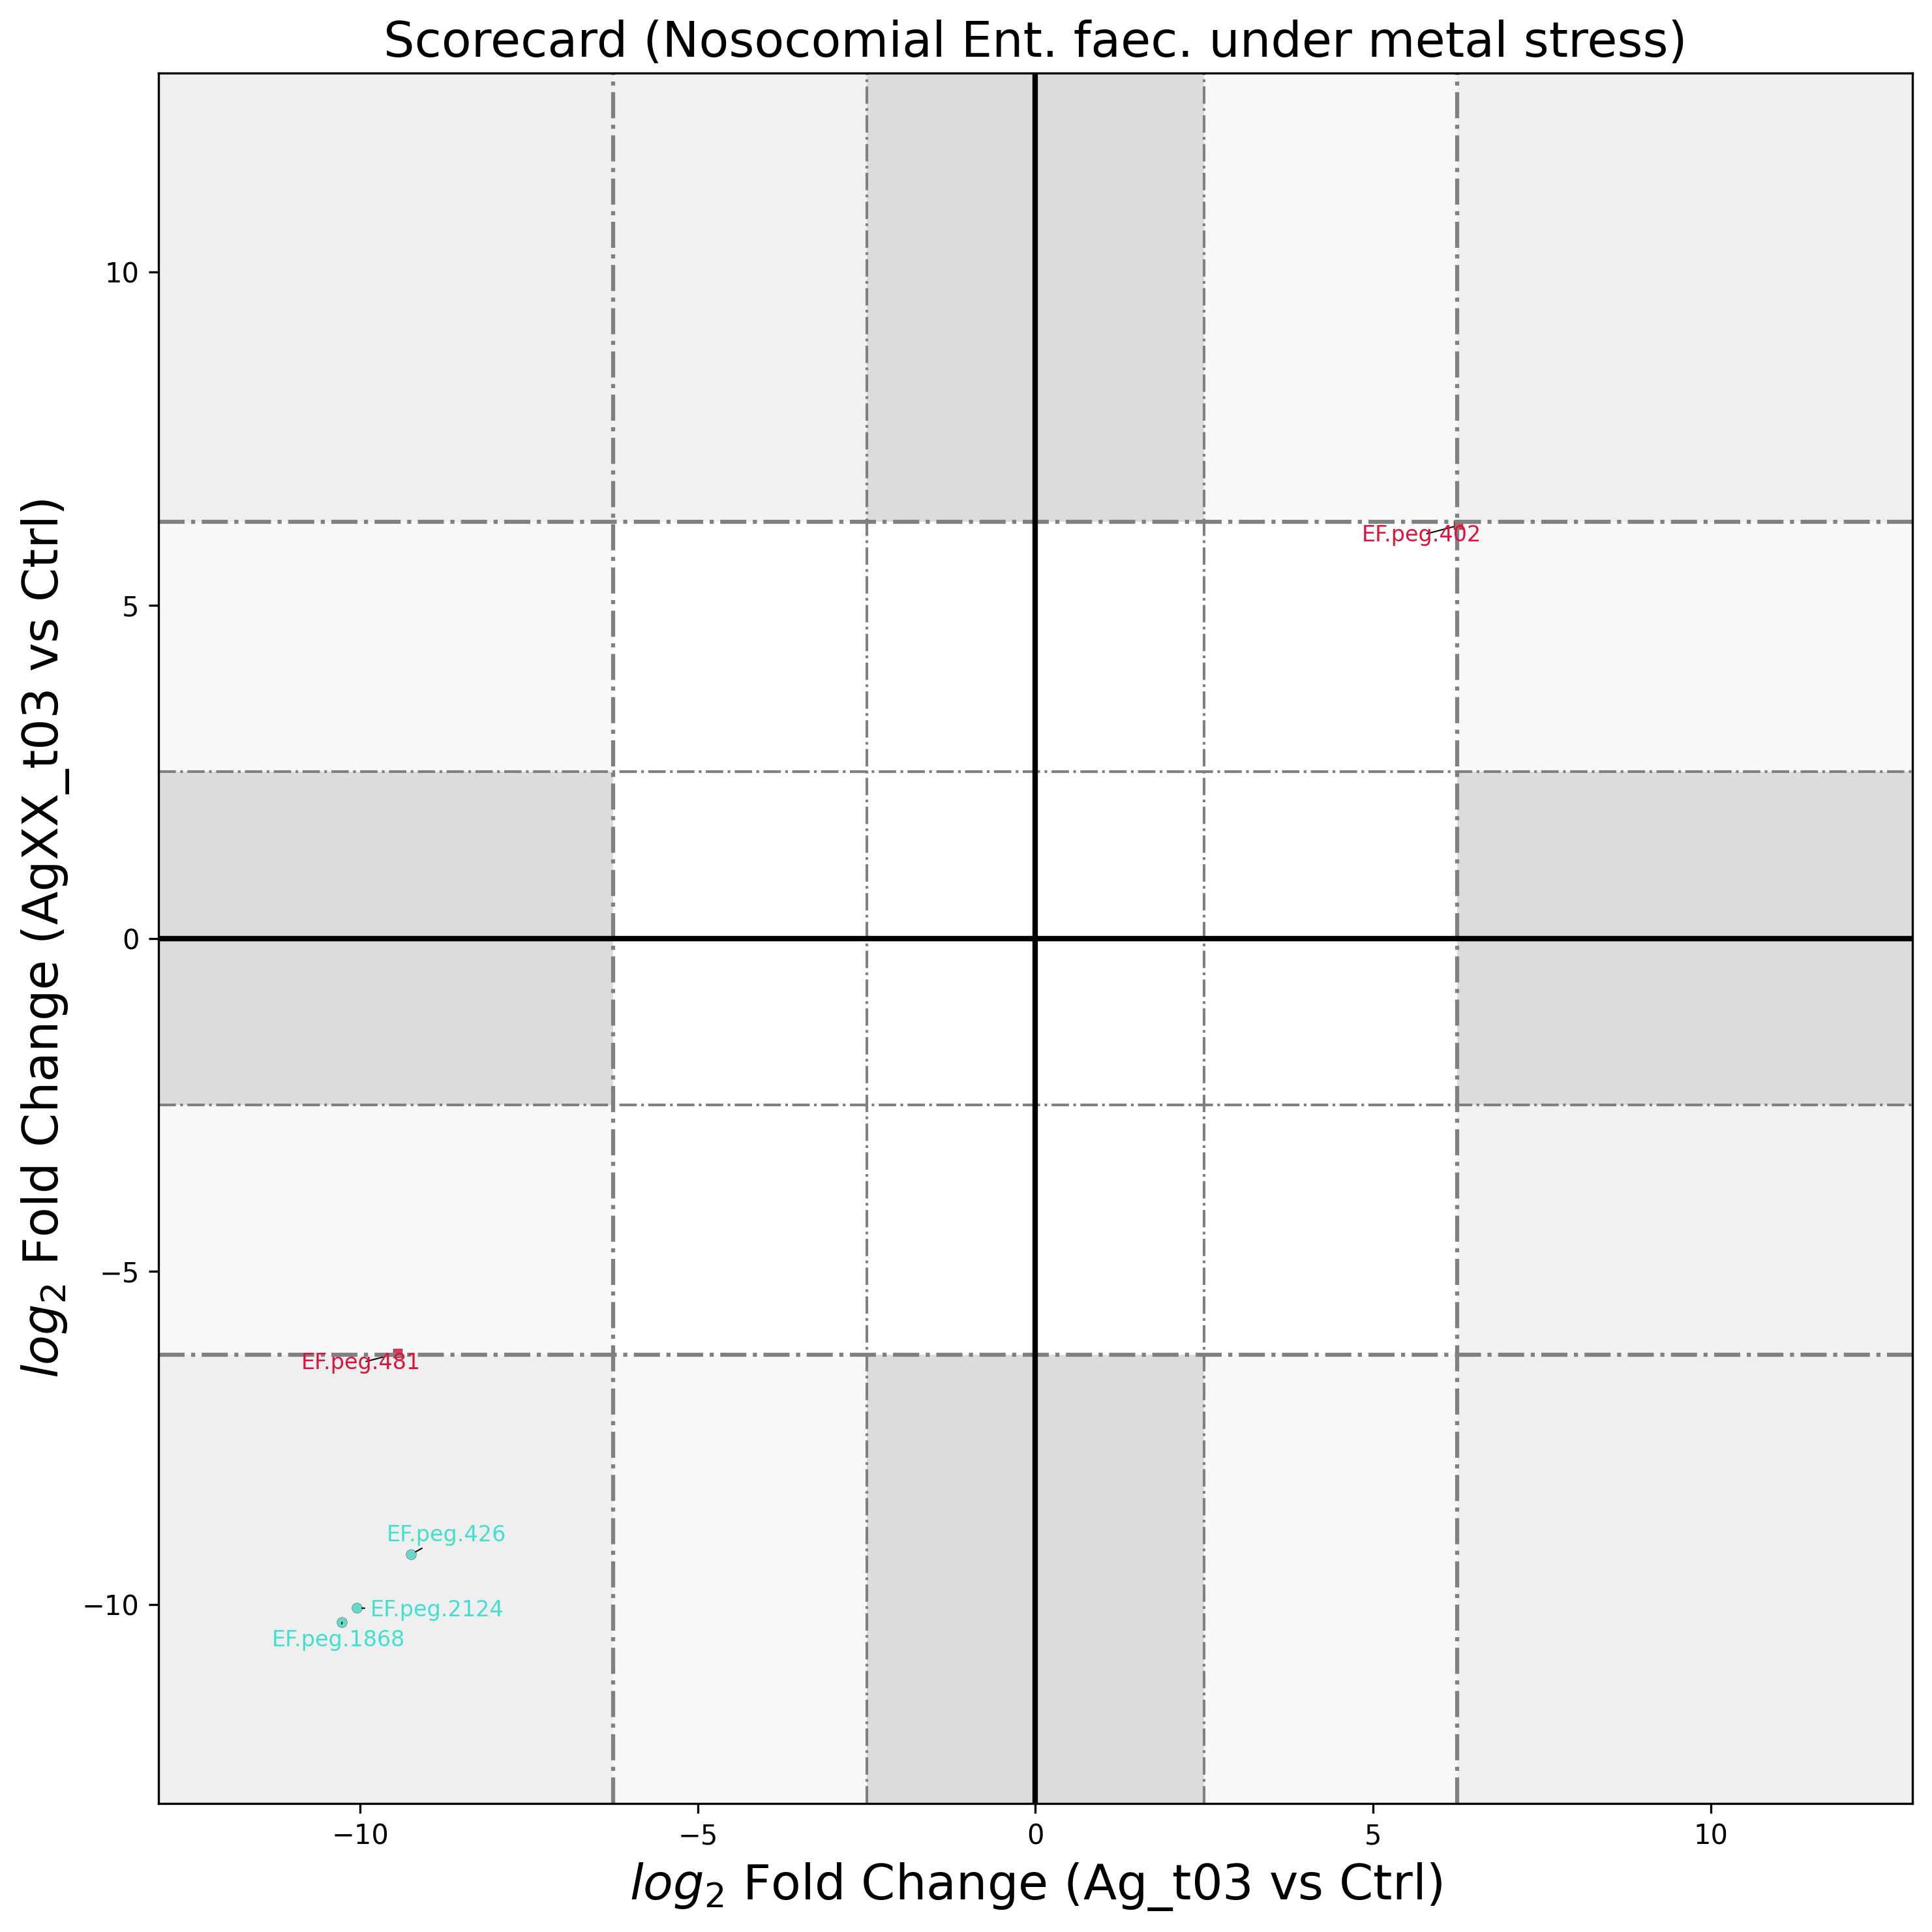 Scorecard (Nosocomial Ent. faec. under metal stress)
log2 Fold Change (AgXX_t03 vs Ctrl)
10
5
0
−5
−10
EF.peg.402
EF.peg.481
EF.peg.426
EF.peg.2124
EF.peg.1868
−10
−5
0
5
10
log2 Fold Change (Ag_t03 vs Ctrl)